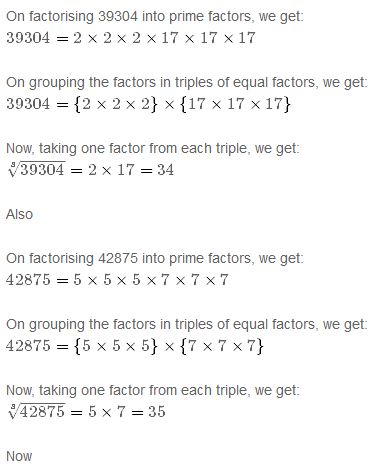 On factorising 39304 into prime factors, we get:
39304 = 2 × 2 × 2 × 17 × 17 × 17
On grouping the factors in triples of equal factors, we get:
39304 = {2 × 2 × 2} × {17 × 17 × 17}
Now, taking one factor from each triple, we get:
∛39304 = 2 × 17 = 34
Also
On factorising 42875 into prime factors, we get:
42875 = 5 × 5 × 5 × 7 × 7 × 7
On grouping the factors in triples of equal factors, we get:
42875 = {5 × 5 × 5} × {7 × 7 × 7}
Now, taking one factor from each triple, we get:
∛42875 = 5 × 7 = 35
Now